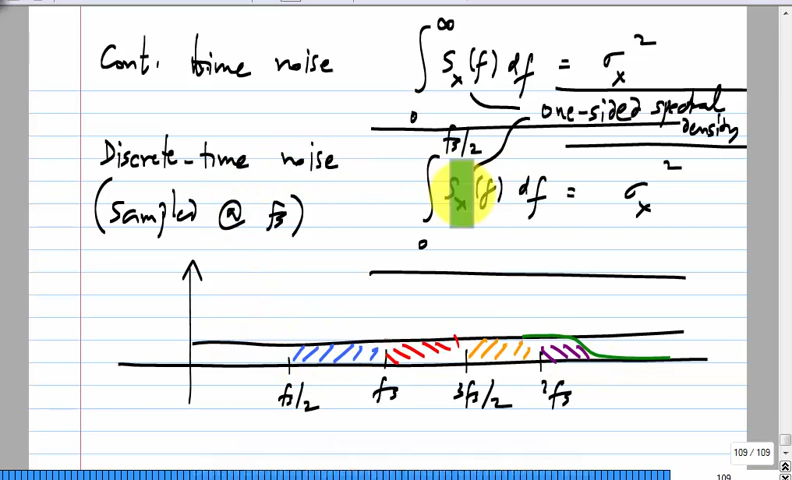 Cont. time noise ∫₀^∞ Sₓ(f) df = σₓ²
one-sided spectral
density
Discrete-time noise ∫₀^(fs/2) Sₓ(f) df = σₓ²
(Sampled @ fs)
fs/2 fs 3fs/2 2fs
109 / 109
109